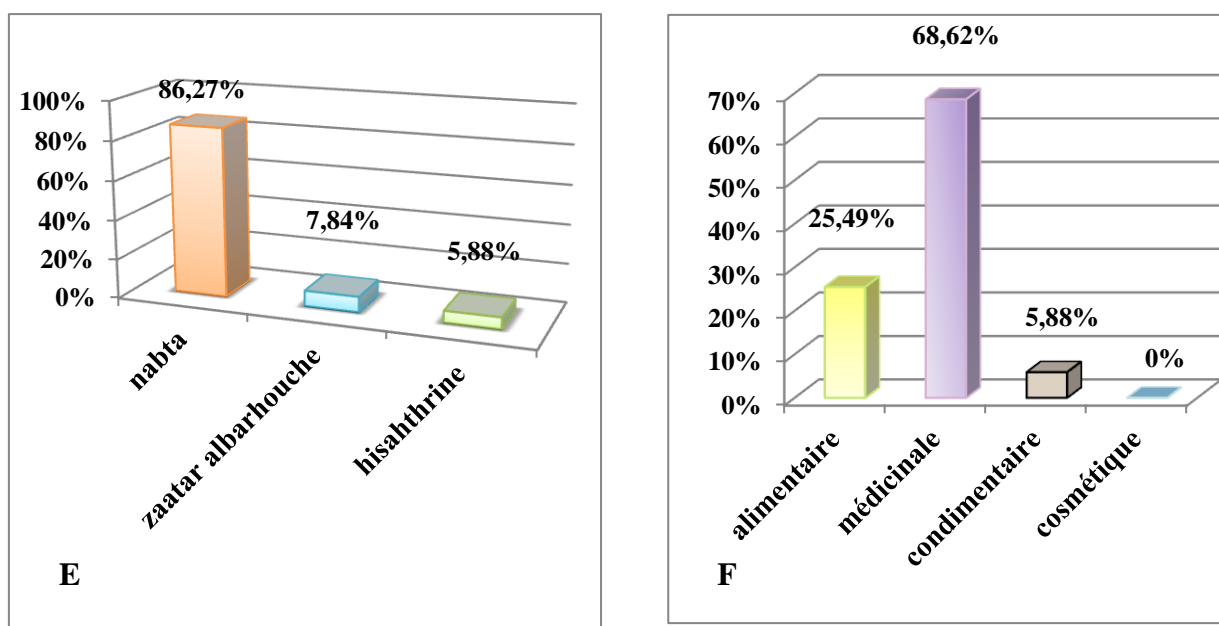 86,27%
100%
80%
60%
40%
20%
0%
7,84%
5,88%
nabta
zaatar albarhouche
hisahthrine
E
68,62%
70%
60%
50%
40%
30%
20%
10%
0%
25,49%
5,88%
0%
alimentaire
médicinale
condimentaire
cosmétique
F